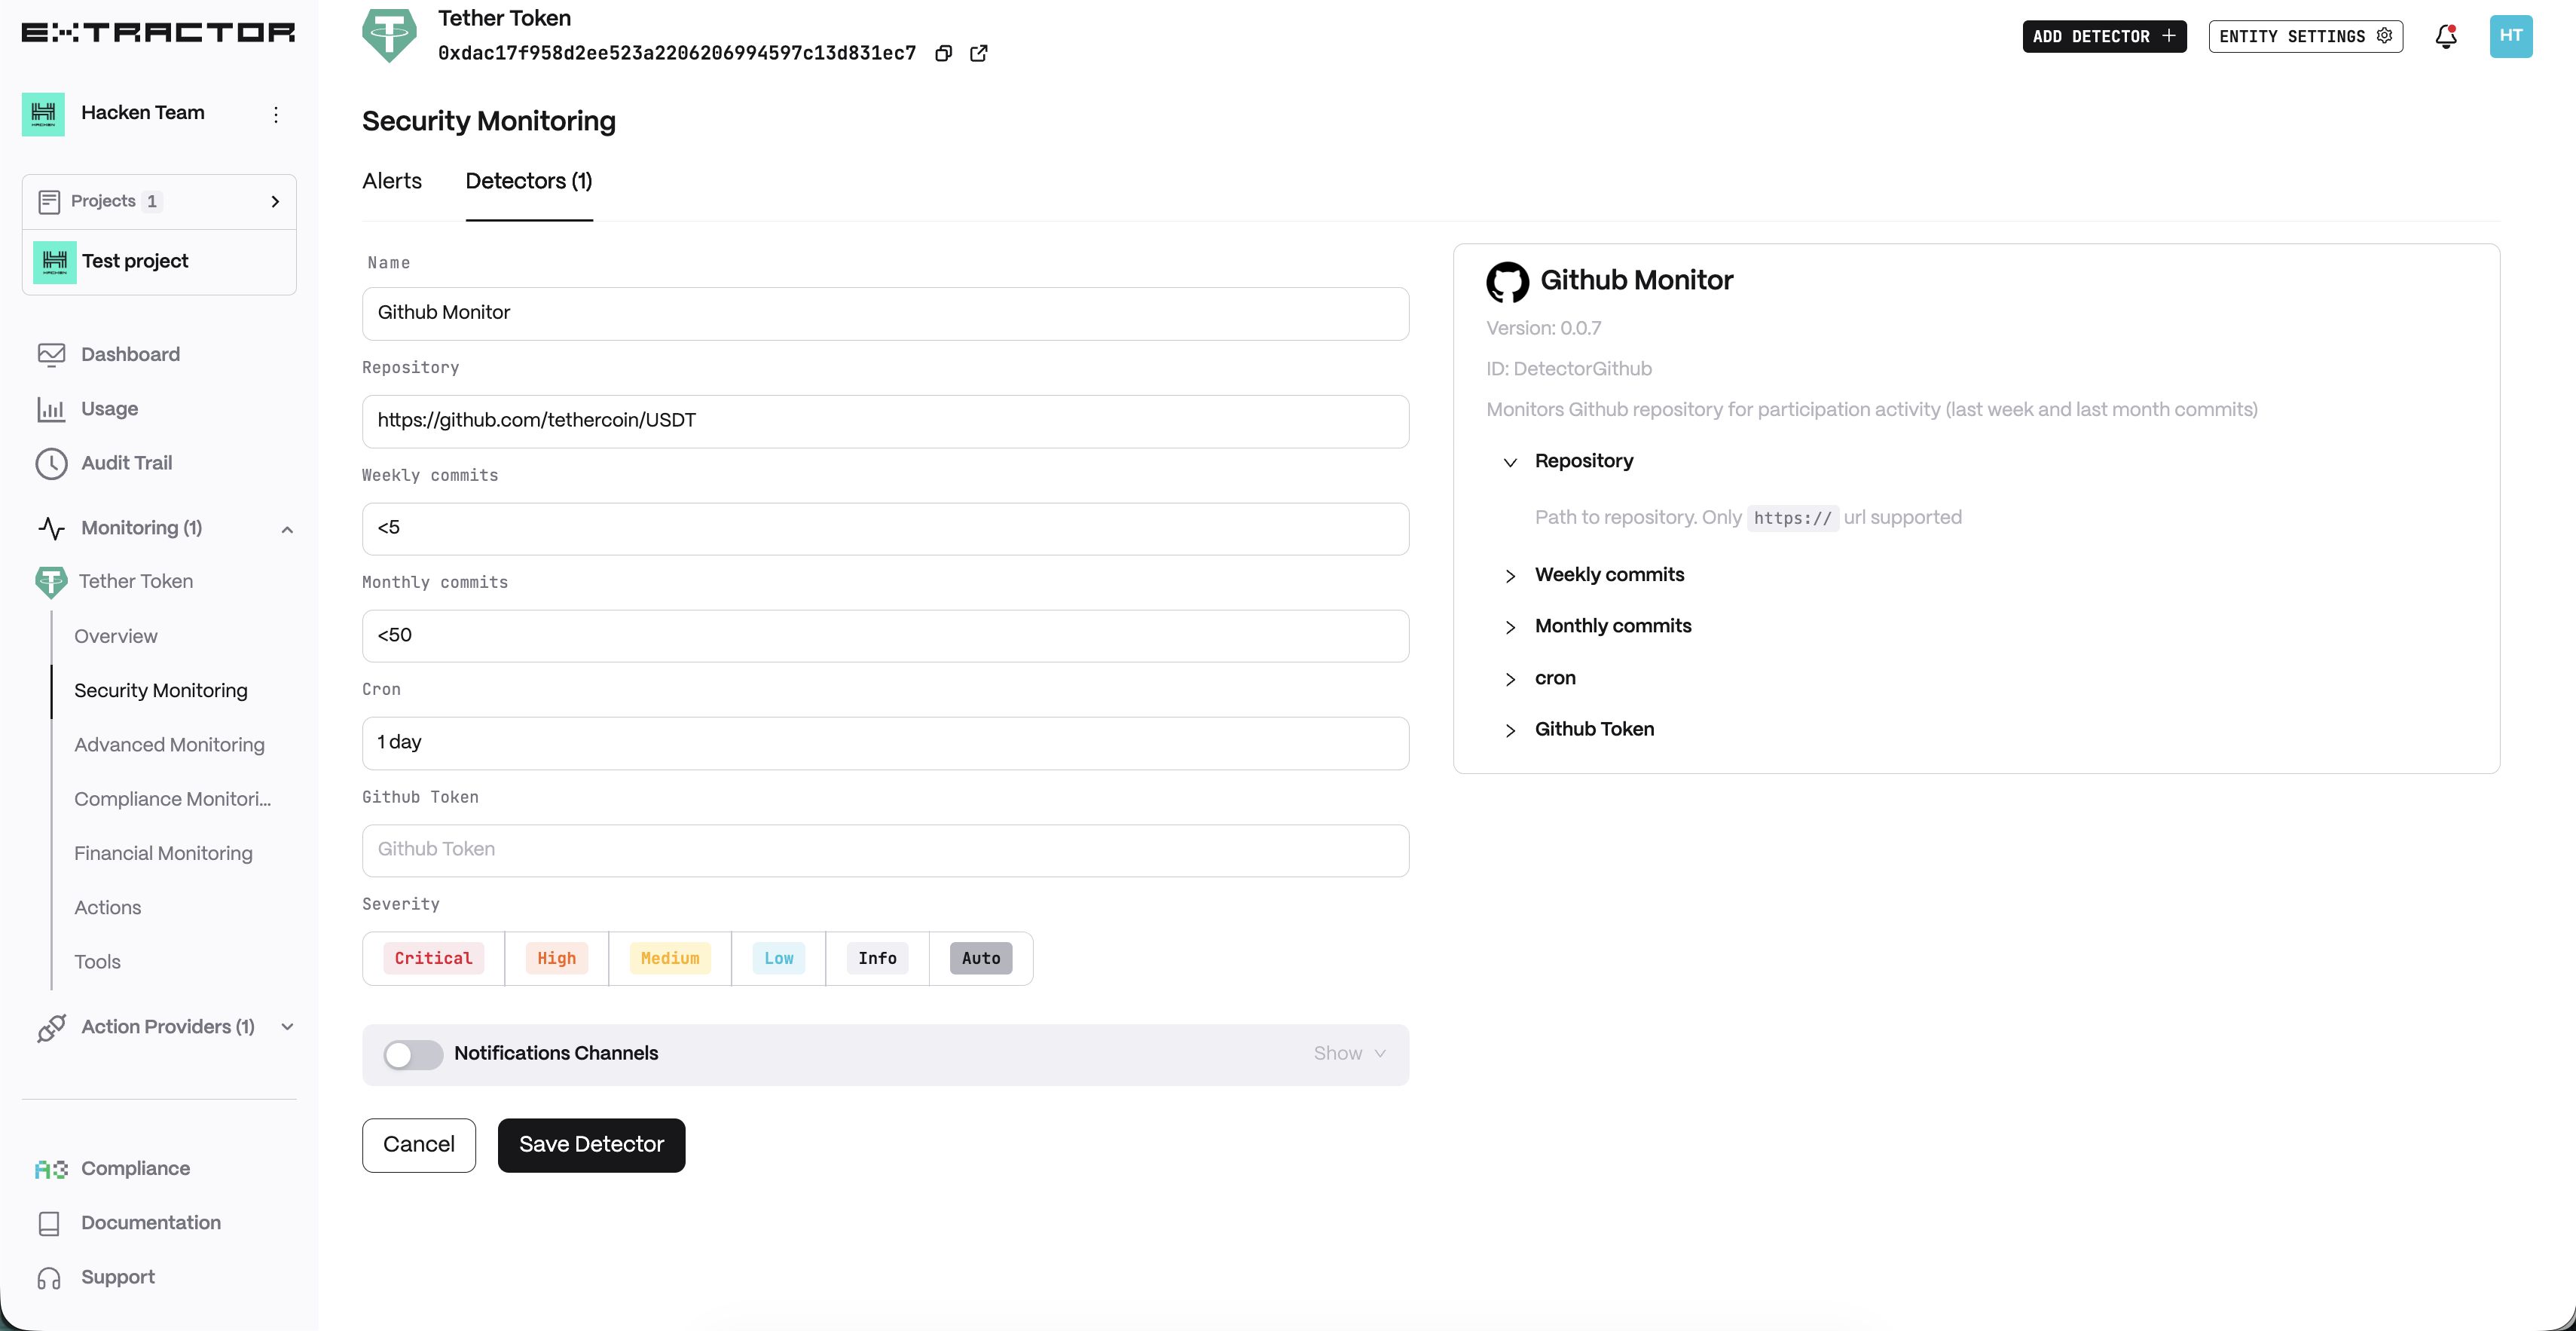 EXTRACTOR
Hacken Team
Projects 1
Test project
Dashboard
Usage
Audit Trail
Monitoring (1)
Tether Token
Overview
Security Monitoring
Advanced Monitoring
Compliance Monitori...
Financial Monitoring
Actions
Tools
Action Providers (1)
Compliance
Documentation
Support
Tether Token
0xdac17f958d2ee523a2206206994597c13d831ec7
ADD DETECTOR
ENTITY SETTINGS
HT
Security Monitoring
Alerts Detectors (1)
Name
Github Monitor
Repository
https://github.com/tethercoin/USDT
Weekly commits
<5
Monthly commits
<50
Cron
1 day
Github Token
Github Token
Severity
Critical High Medium Low Info Auto
Notifications Channels Show
Cancel Save Detector
Github Monitor
Version: 0.0.7
ID: DetectorGithub
Monitors Github repository for participation activity (last week and last month commits)
Repository
Path to repository. Only https:// url supported
Weekly commits
Monthly commits
cron
Github Token